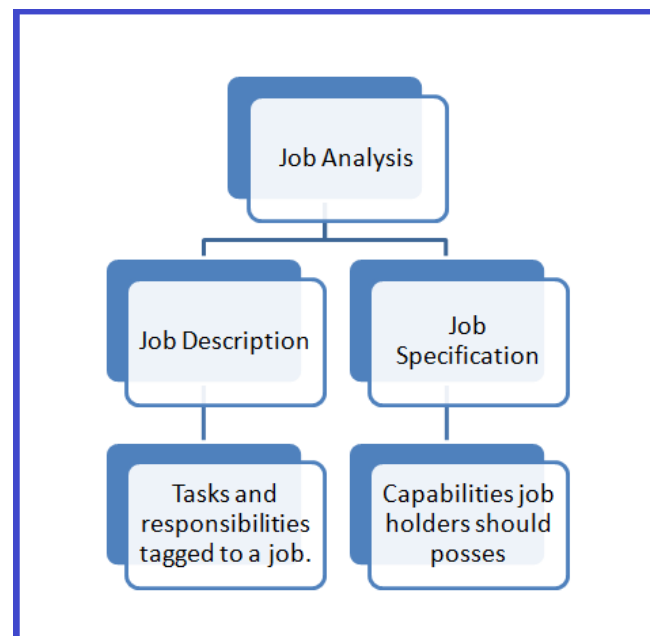 Job Analysis
Job Description
Job
Specification
Tasks and
responsibilities
tagged to a job.
Capabilities job
holders should
posses